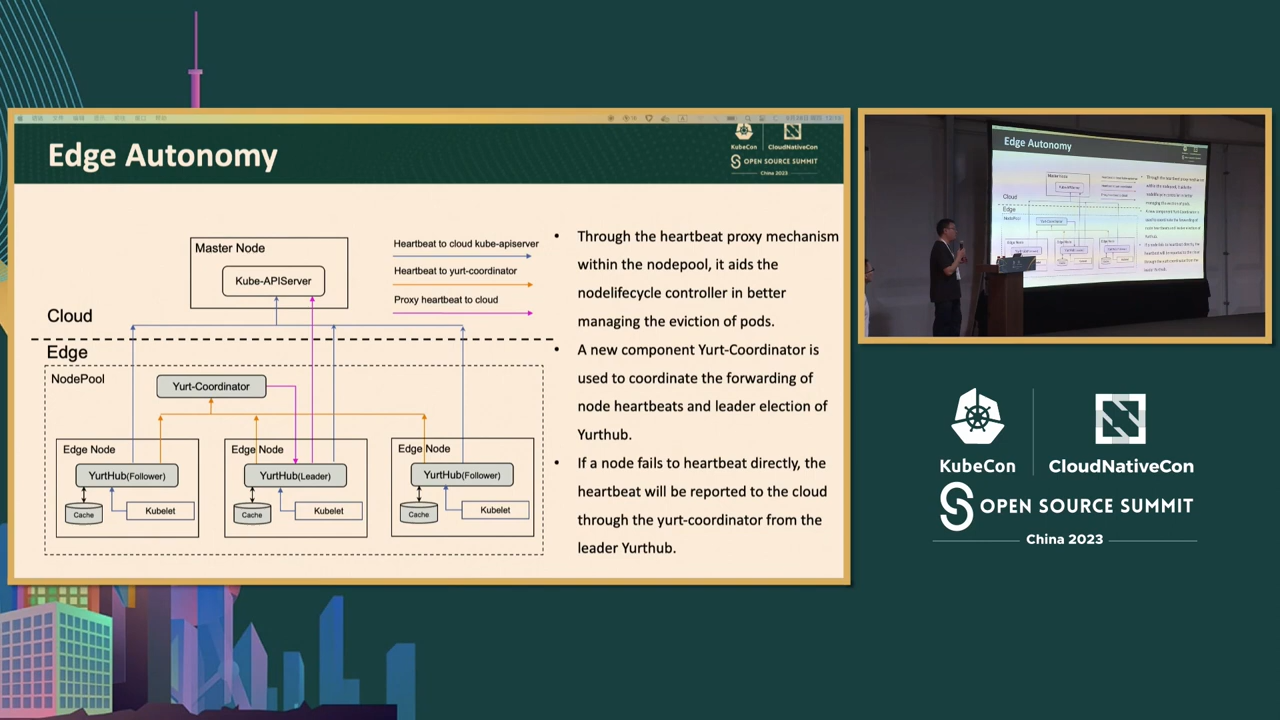 Edge Autonomy
KubeCon
CloudNativeCon
OPEN SOURCE SUMMIT
China 2023
Master Node
Kube-APIServer
Heartbeat to cloud kube-apiserver
Heartbeat to yurt-coordinator
Proxy heartbeat to cloud
Cloud
Edge
NodePool
Yurt-Coordinator
Edge Node
YurtHub(Follower)
Cache
Kubelet
Edge Node
YurtHub(Leader)
Cache
Kubelet
Edge Node
YurtHub(Follower)
Cache
Kubelet
• Through the heartbeat proxy mechanism
within the nodepool, it aids the
nodelifecycle controller in better
managing the eviction of pods.
• A new component Yurt-Coordinator is
used to coordinate the forwarding of
node heartbeats and leader election of
Yurthub.
• If a node fails to heartbeat directly, the
heartbeat will be reported to the cloud
through the yurt-coordinator from the
leader Yurthub.
Edge Autonomy
Cloud
Edge
KubeCon
CloudNativeCon
OPEN SOURCE SUMMIT
China 2023